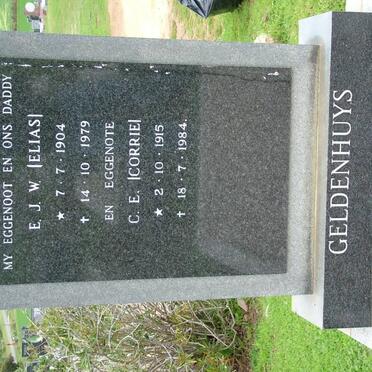 MY EGGENOOT EN ONS DADDY
E. J. W. [ELIAS]
★ 7·7·1904
✝ 14·10·1979
EN EGGENOTE
C. E. [CORRIE]
★ 2·10·1915
✝ 18·7·1984.
GELDENHUYS